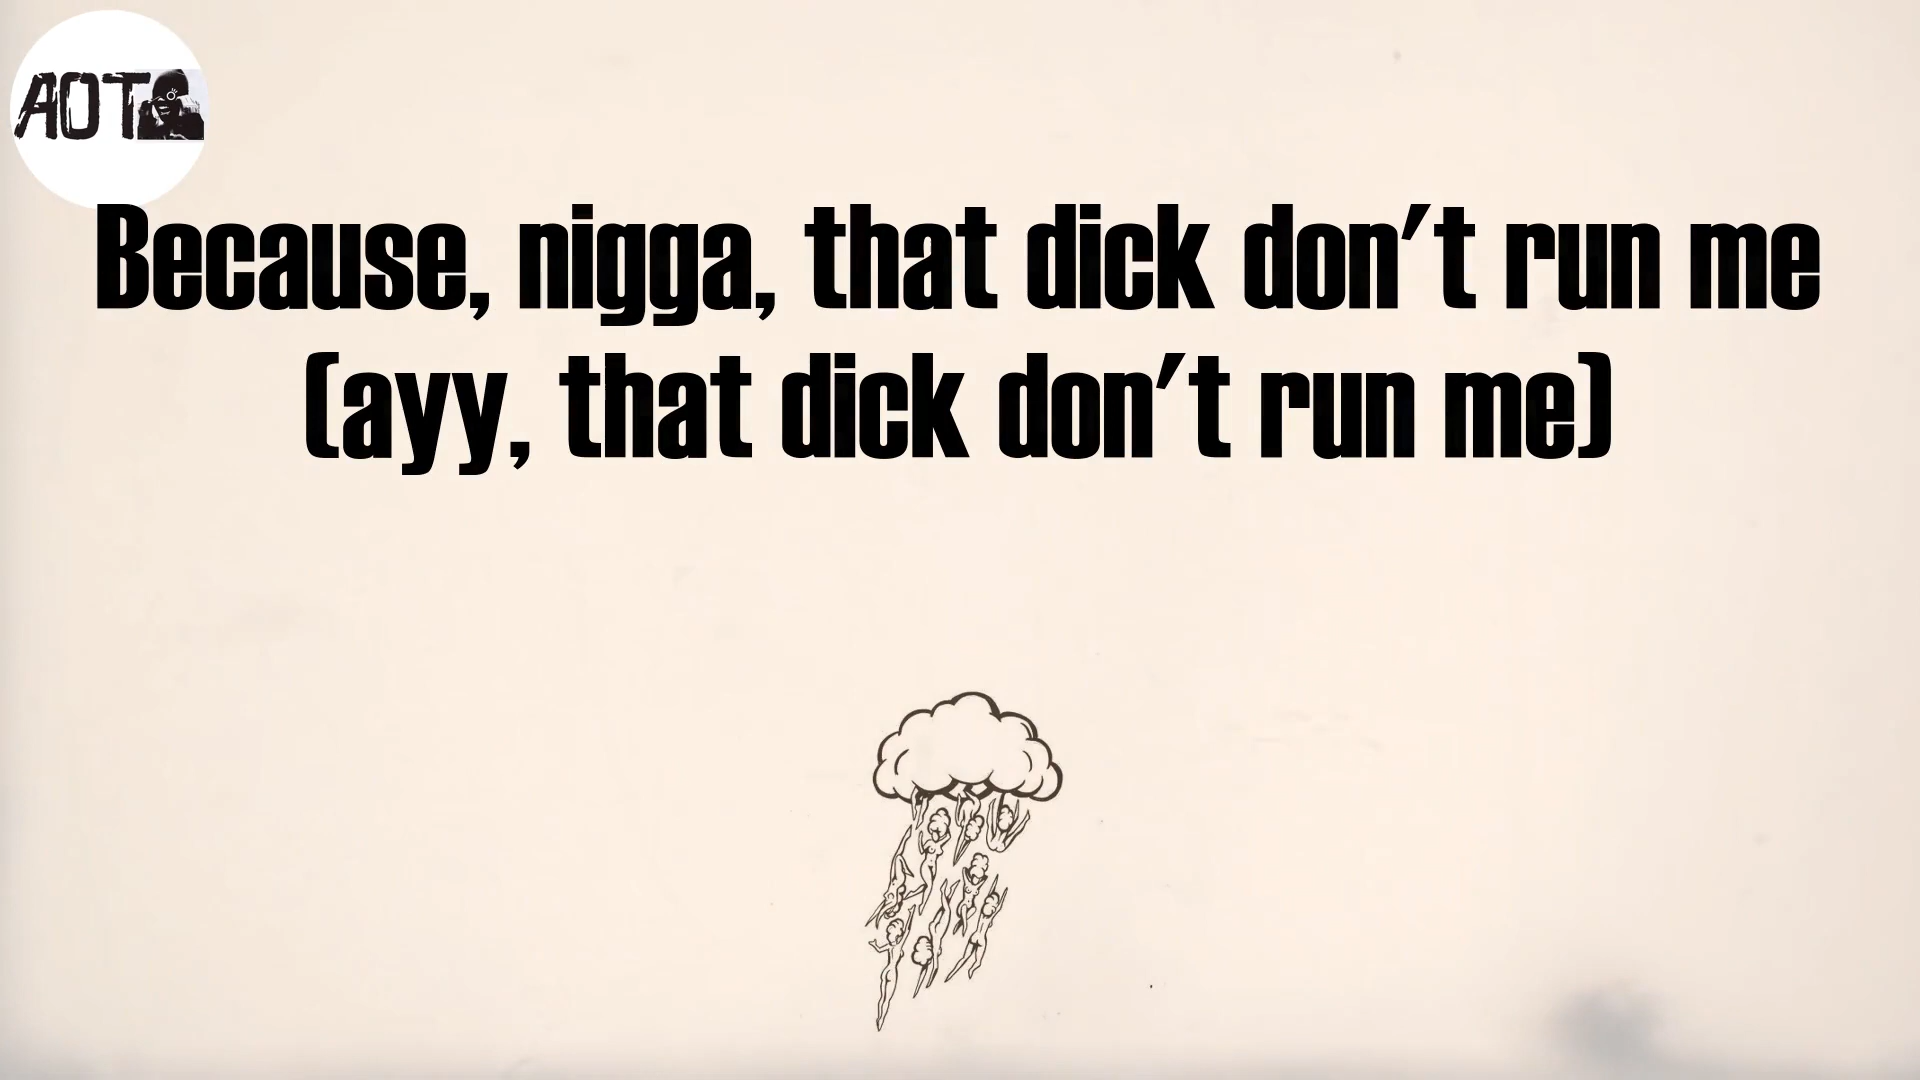 AOT
Because, nigga, that dick don't run me
(ayy, that dick don't run me)